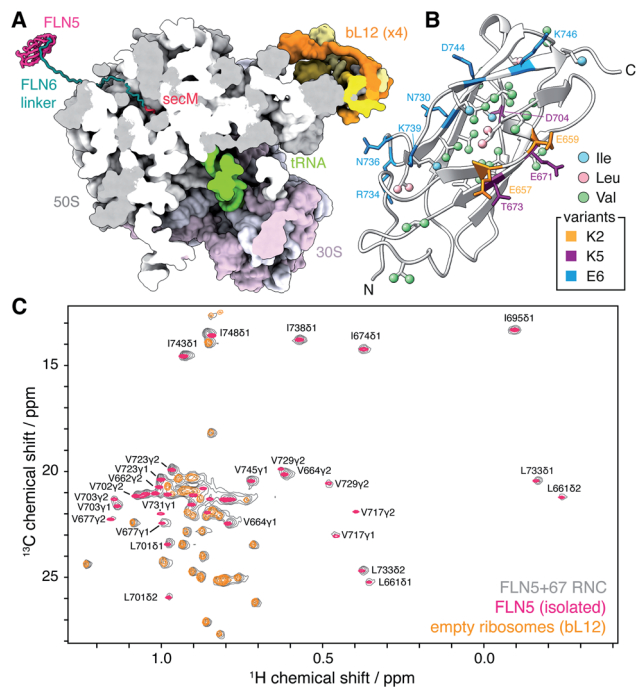 A
FLN5
FLN6
linker
secM
bL12 (x4)
tRNA
50S
30S
B
K746
D744
C
N730
D704
K739
E659
N736
E671
R734
E657
T673
N
Ile
Leu
Val
variants
K2
K5
E6
C
I743δ1
I748δ1
I738δ1
I674δ1
I695δ1
V723γ2
V723γ1
V662γ2
V702γ2
V703γ2
V703γ1
V677γ2
V731γ1
V677γ1
L701δ1
L701δ2
V745γ1
V729γ2
V664γ2
V729γ2
V717γ2
V664γ1
V717γ1
L733δ2
L661δ1
L733δ1
L661δ2
15
20
25
¹³C chemical shift / ppm
FLN5+67 RNC
FLN5 (isolated)
empty ribosomes (bL12)
1.0 0.5 0.0
¹H chemical shift / ppm